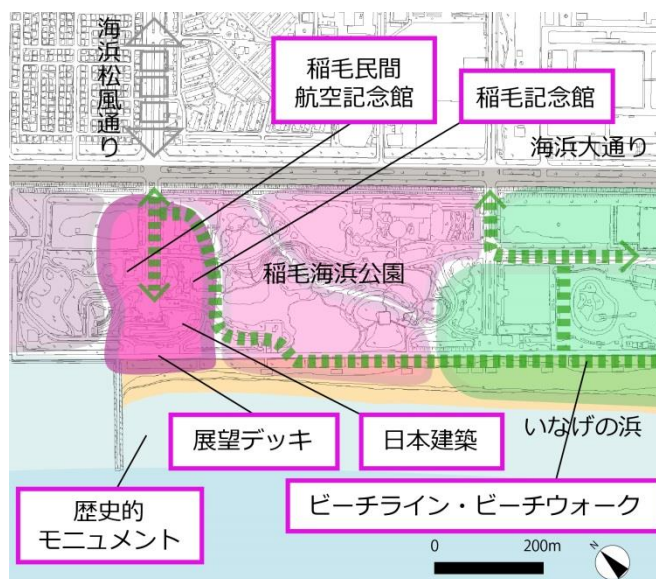 海浜松風通り
稲毛民間
航空記念館
稲毛記念館
海浜大通り
稲毛海浜公園
展望デッキ
日本建築
いなげの浜
歴史的
モニュメント
ビーチライン・ビーチウォーク
0
200m
N